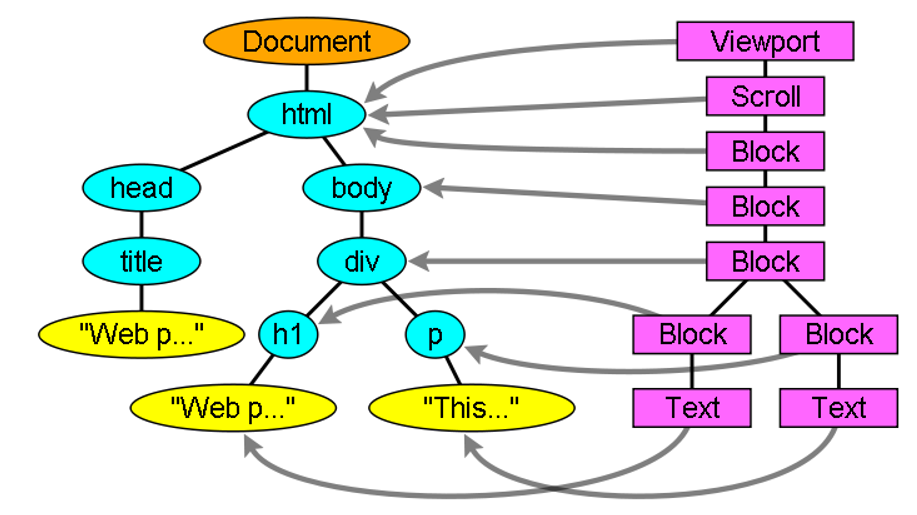 Document
Viewport
html
Scroll
Block
head
body
Block
title
div
Block
"Web p..."
h1
p
Block
Block
"Web p..."
"This..."
Text
Text